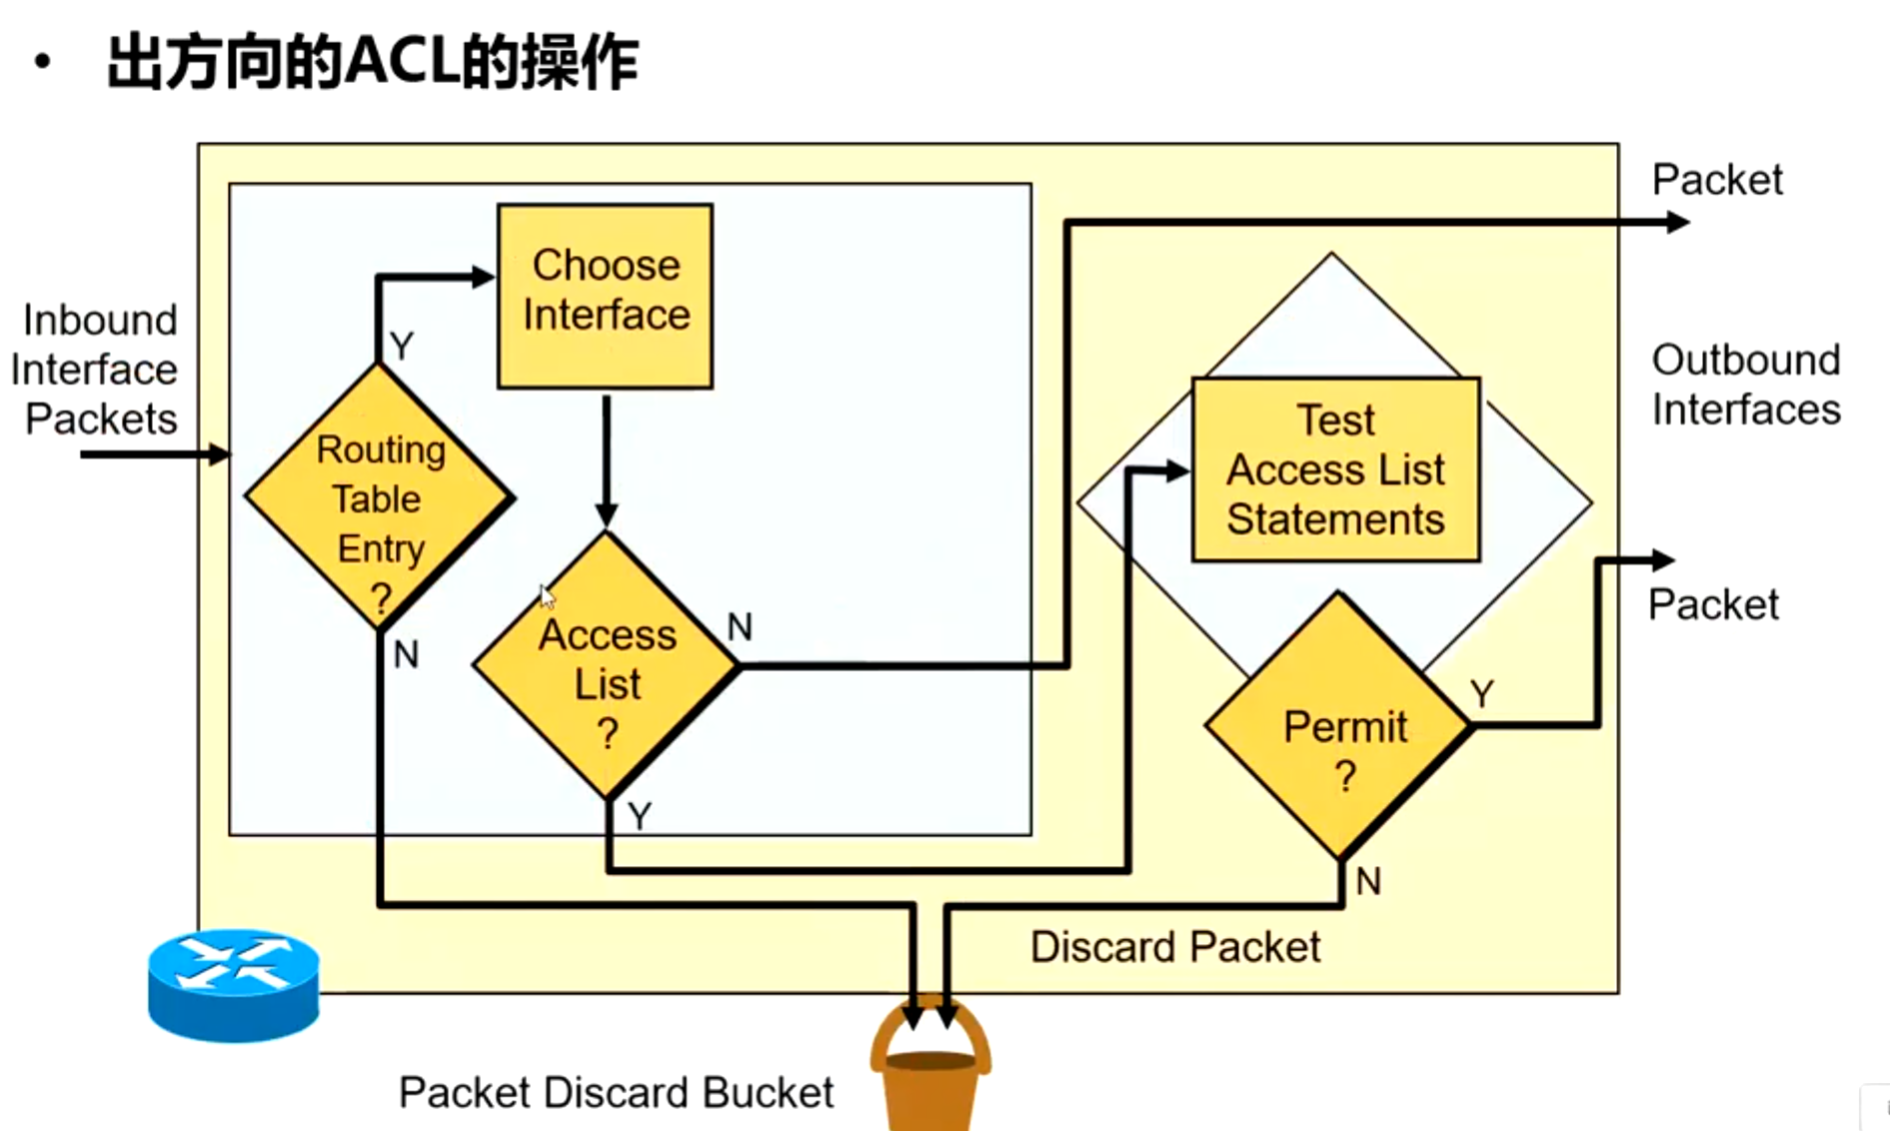 • 出方向的ACL的操作
Packet
Choose
Interface
Inbound
Interface
Packets
Y
Routing
Table
Entry
?
N
Access
List
?
N
Y
Test
Access List
Statements
Outbound
Interfaces
Packet
Permit
?
Y
N
Discard Packet
Packet Discard Bucket